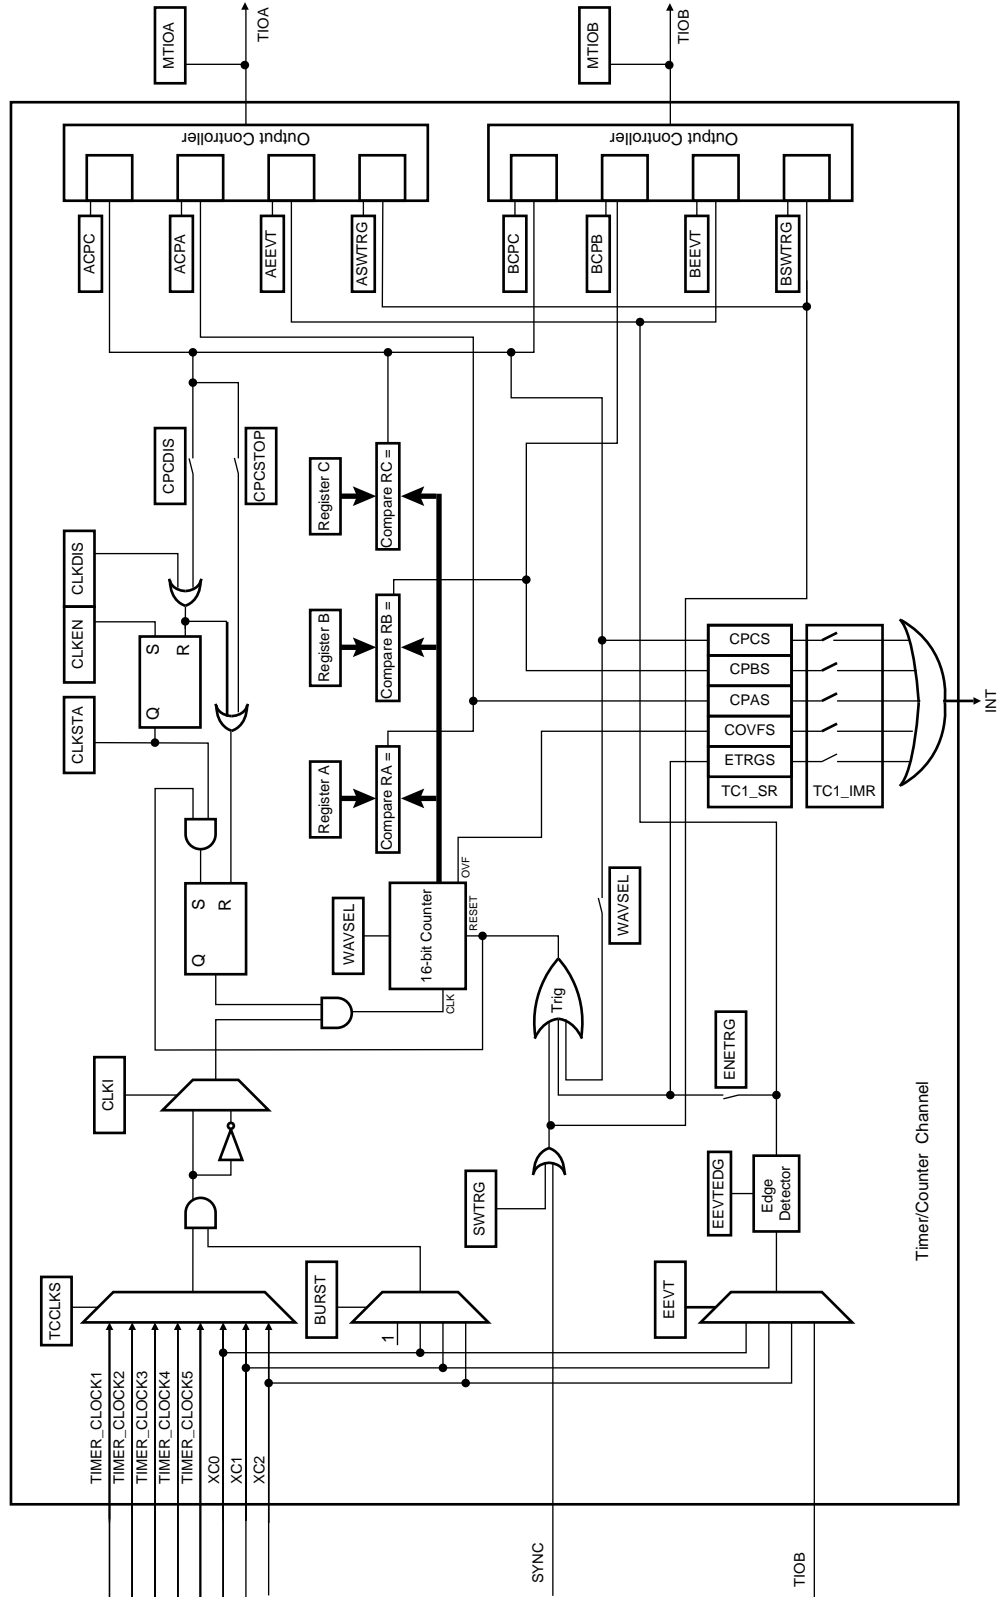 TIMER_CLOCK1
TIMER_CLOCK2
TIMER_CLOCK3
TIMER_CLOCK4
TIMER_CLOCK5
XC0
XC1
XC2
TCCLKS
CLKI
CLKSTA
CLKEN
CLKDIS
CPCDIS
CPCSTOP
BURST
1
Q
S
R
Q
S
R
ACPC
ACPA
AEEVT
ASWTRG
Output Controller
MTIOA
TIOA
WAVSEL
16-bit Counter
CLK
RESET
OVF
Register A
Register B
Register C
Compare RA =
Compare RB =
Compare RC =
SYNC
SWTRG
Trig
WAVSEL
BCPC
BCPB
BEEVT
BSWTRG
Output Controller
MTIOB
TIOB
TIOB
EEVT
EEVTEDG
Edge
Detector
ENETRG
CPCS
CPBS
CPAS
COVFS
ETRGS
TC1_SR
TC1_IMR
INT
Timer/Counter Channel